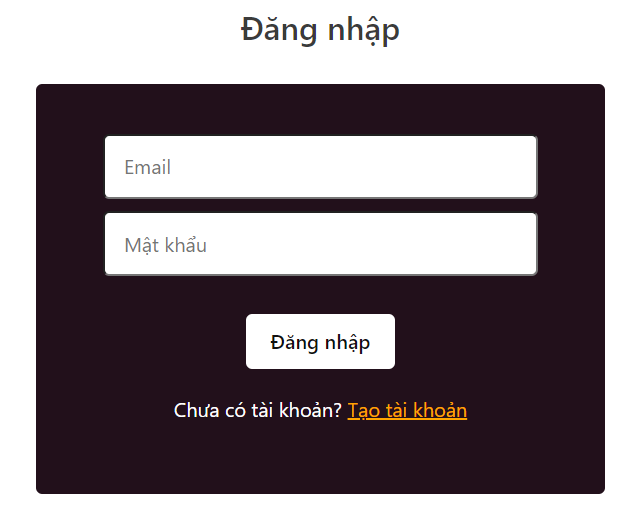 Đăng nhập
Email
Mật khẩu
Đăng nhập
Chưa có tài khoản? Tạo tài khoản